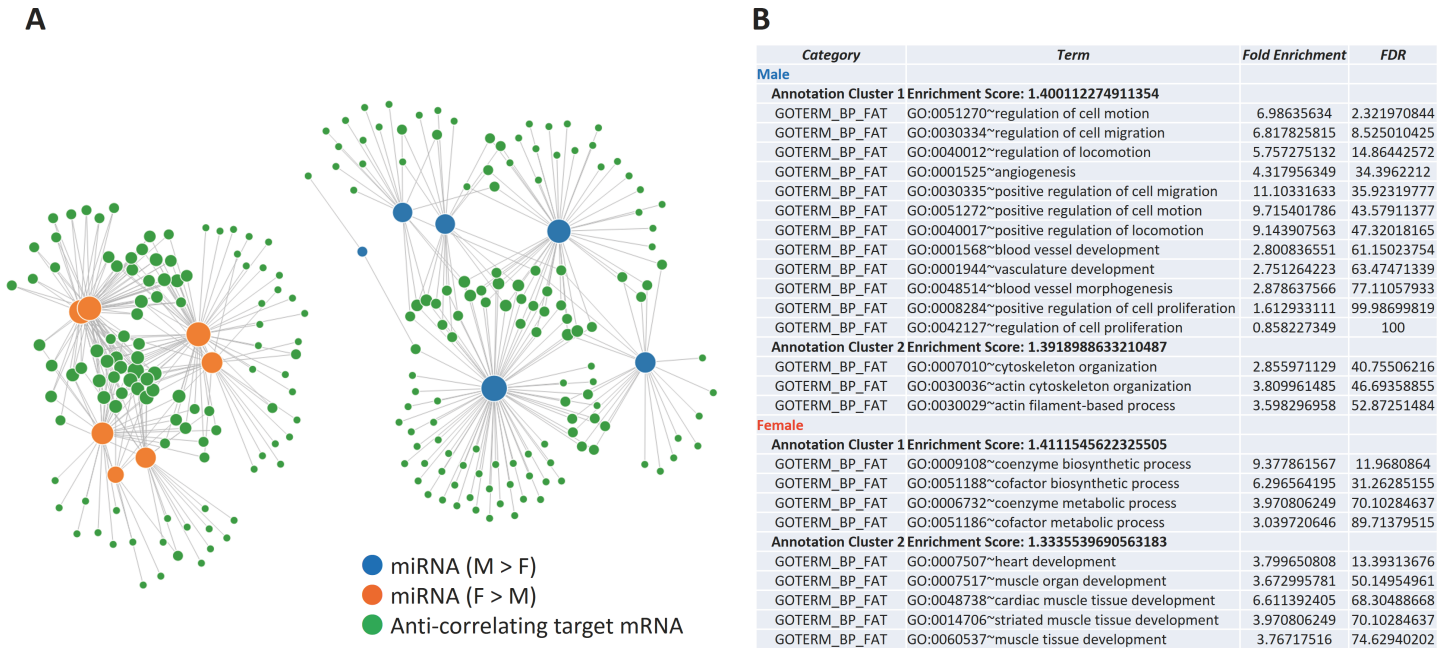 A
miRNA (M > F)
miRNA (F > M)
Anti-correlating target mRNA
B
Category Term Fold Enrichment FDR
Male
Annotation Cluster 1 Enrichment Score: 1.400112274911354
GOTERM_BP_FAT GO:0051270~regulation of cell motion 6.98635634 2.321970844
GOTERM_BP_FAT GO:0030334~regulation of cell migration 6.817825815 8.525010425
GOTERM_BP_FAT GO:0040012~regulation of locomotion 5.757275132 14.86442572
GOTERM_BP_FAT GO:0001525~angiogenesis 4.317956349 34.3962212
GOTERM_BP_FAT GO:0030335~positive regulation of cell migration 11.10331633 35.92319777
GOTERM_BP_FAT GO:0051272~positive regulation of cell motion 9.715401786 43.57911377
GOTERM_BP_FAT GO:0040017~positive regulation of locomotion 9.143907563 47.32018165
GOTERM_BP_FAT GO:0001568~blood vessel development 2.800836551 61.15023754
GOTERM_BP_FAT GO:0001944~vasculature development 2.751264223 63.47471339
GOTERM_BP_FAT GO:0048514~blood vessel morphogenesis 2.878637566 77.11057933
GOTERM_BP_FAT GO:0008284~positive regulation of cell proliferation 1.612933111 99.98699819
GOTERM_BP_FAT GO:0042127~regulation of cell proliferation 0.858227349 100
Annotation Cluster 2 Enrichment Score: 1.3918988633210487
GOTERM_BP_FAT GO:0007010~cytoskeleton organization 2.855971129 40.75506216
GOTERM_BP_FAT GO:0030036~actin cytoskeleton organization 3.809961485 46.69358855
GOTERM_BP_FAT GO:0030029~actin filament-based process 3.598296958 52.87251484
Female
Annotation Cluster 1 Enrichment Score: 1.4111545622325505
GOTERM_BP_FAT GO:0009108~coenzyme biosynthetic process 9.377861567 11.9680864
GOTERM_BP_FAT GO:0051188~cofactor biosynthetic process 6.296564195 31.26285155
GOTERM_BP_FAT GO:0006732~coenzyme metabolic process 3.970806249 70.10284637
GOTERM_BP_FAT GO:0051186~cofactor metabolic process 3.039720646 89.71379515
Annotation Cluster 2 Enrichment Score: 1.3335539690563183
GOTERM_BP_FAT GO:0007507~heart development 3.799650808 13.39313676
GOTERM_BP_FAT GO:0007517~muscle organ development 3.672995781 50.14954961
GOTERM_BP_FAT GO:0048738~cardiac muscle tissue development 6.611392405 68.30488668
GOTERM_BP_FAT GO:0014706~striated muscle tissue development 3.970806249 70.10284637
GOTERM_BP_FAT GO:0060537~muscle tissue development 3.76717516 74.62940202